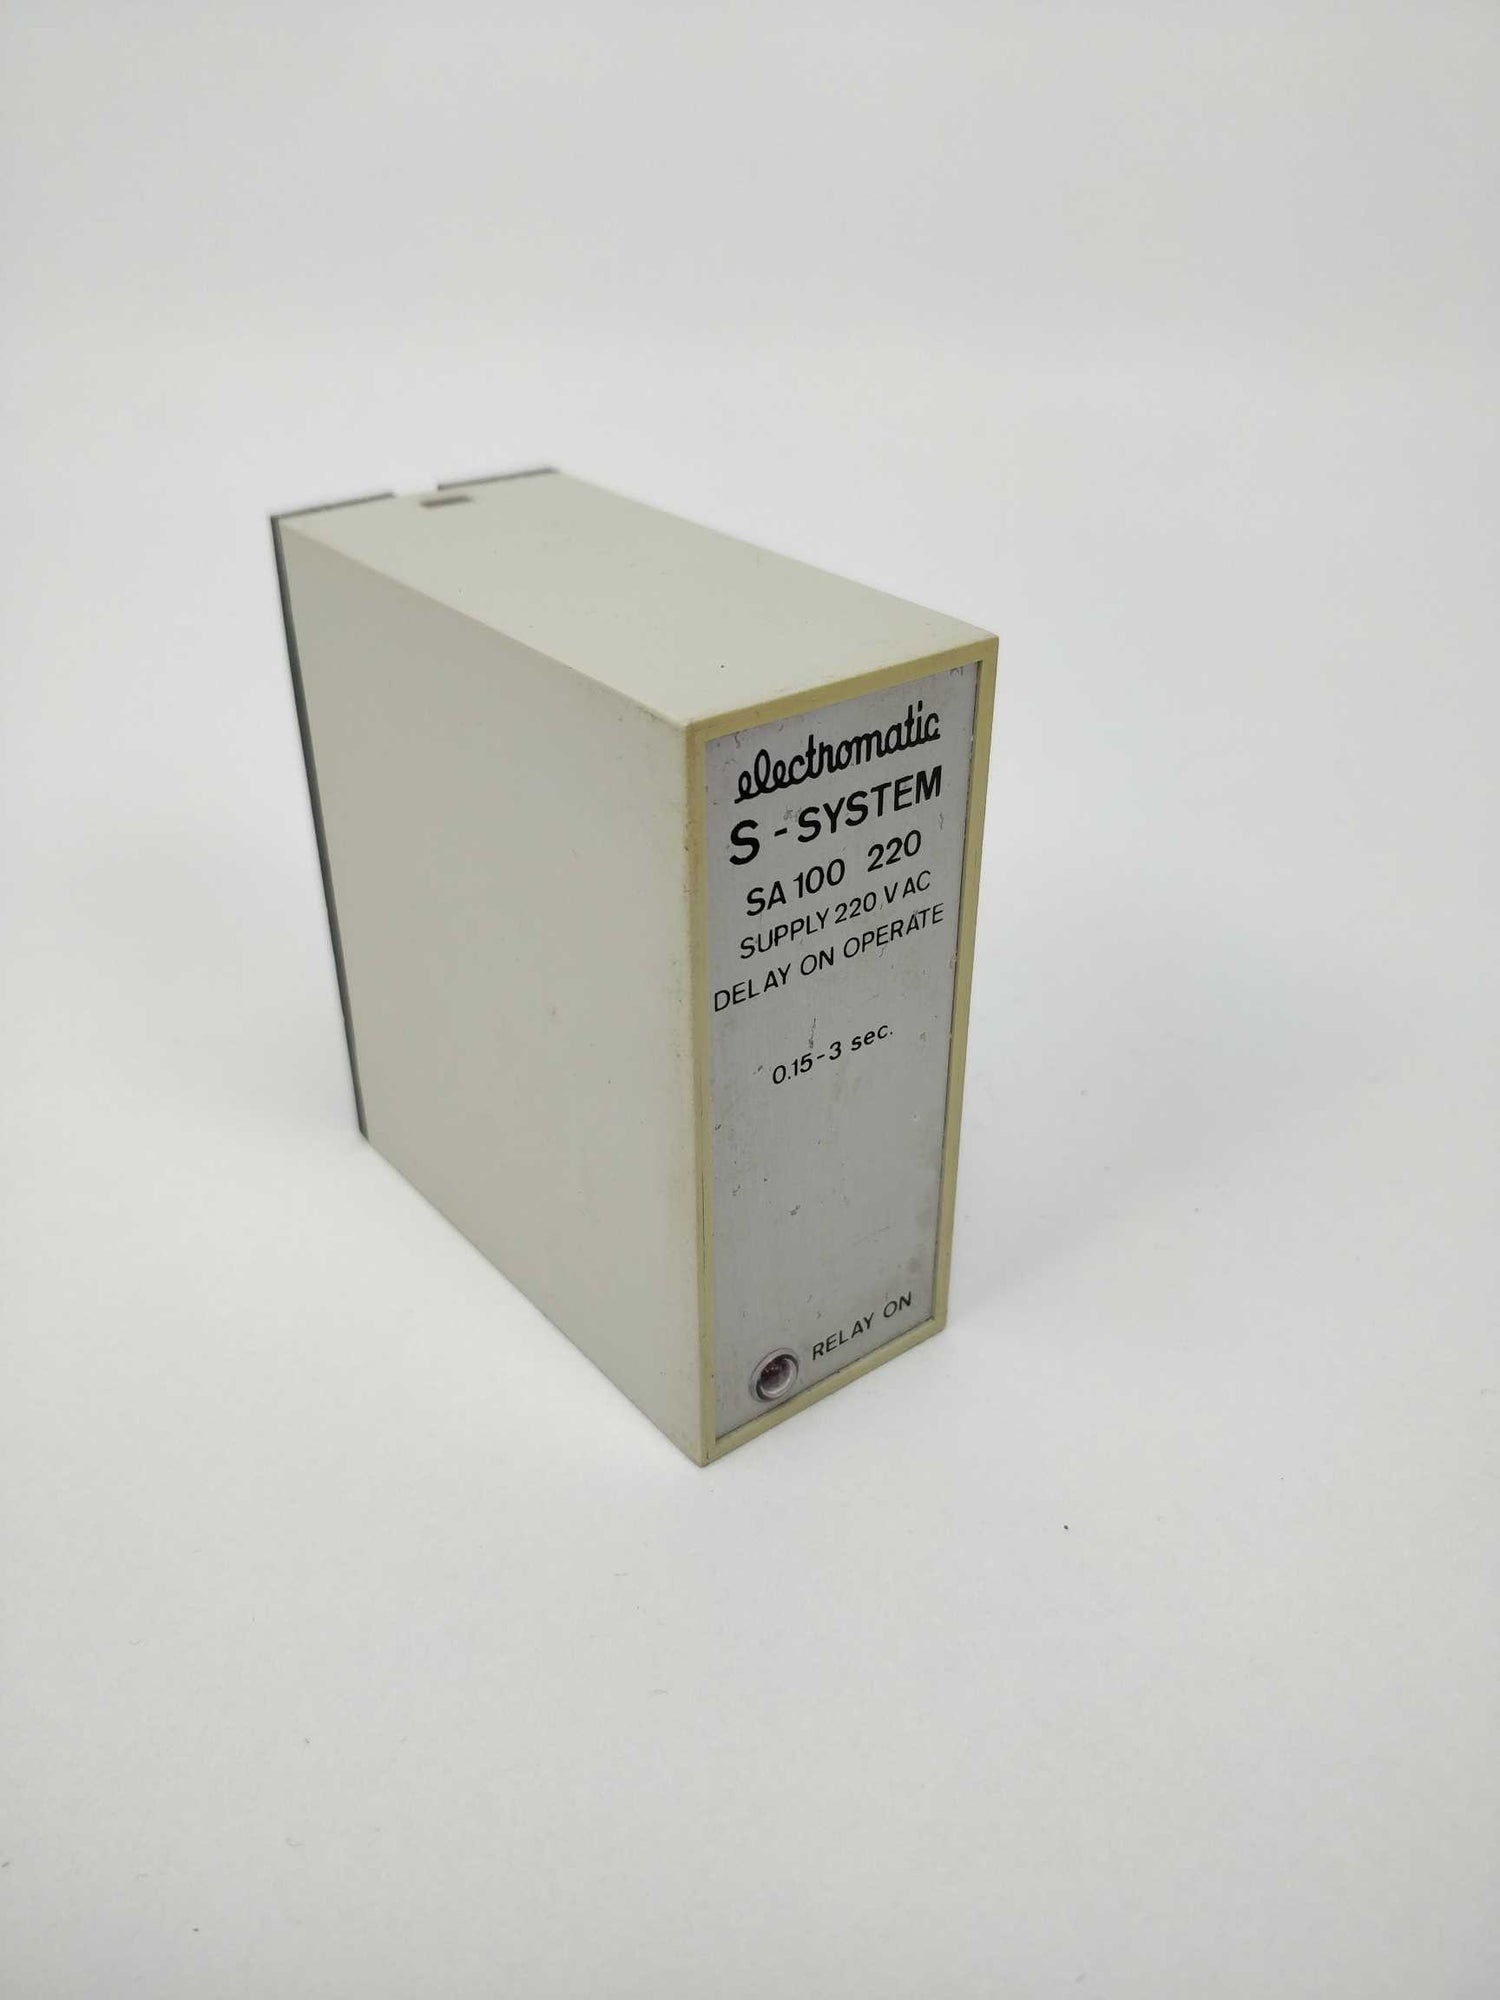 electromatic
S-SYSTEM
SA 100 220
SUPPLY 220 V AC
DELAY ON OPERATE
0.15-3 sec.
RELAY ON